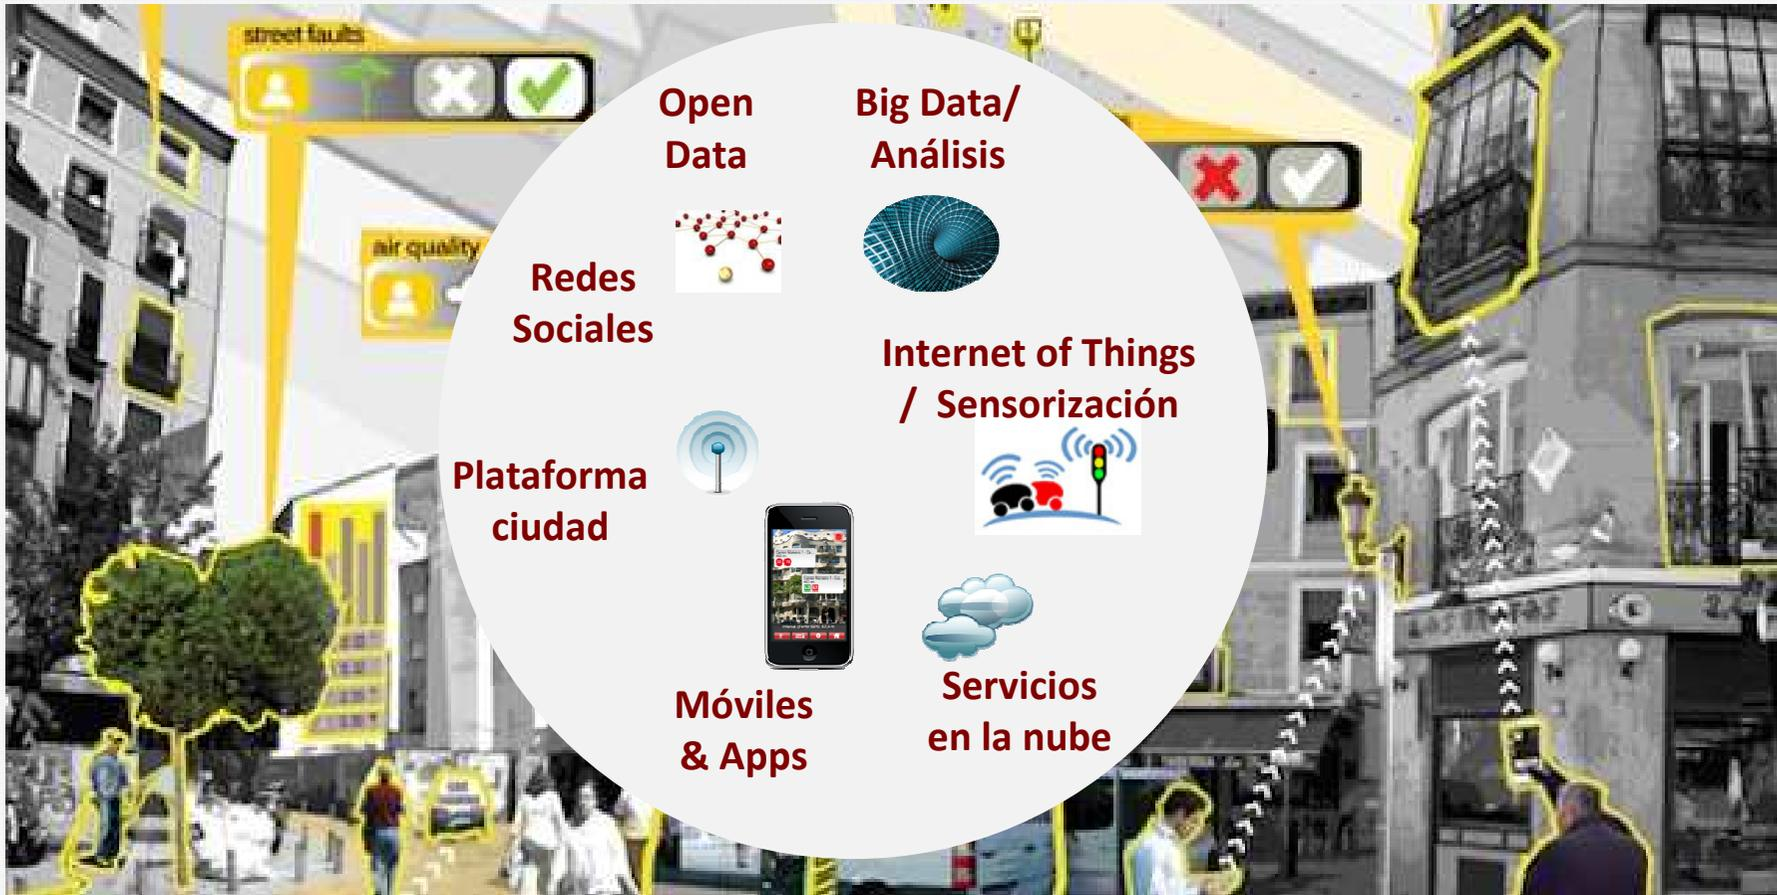 street faults
air quality
Open
Data
Big Data/
Análisis
Redes
Sociales
Internet of Things
/ Sensorización
Plataforma
ciudad
Móviles
& Apps
Servicios
en la nube